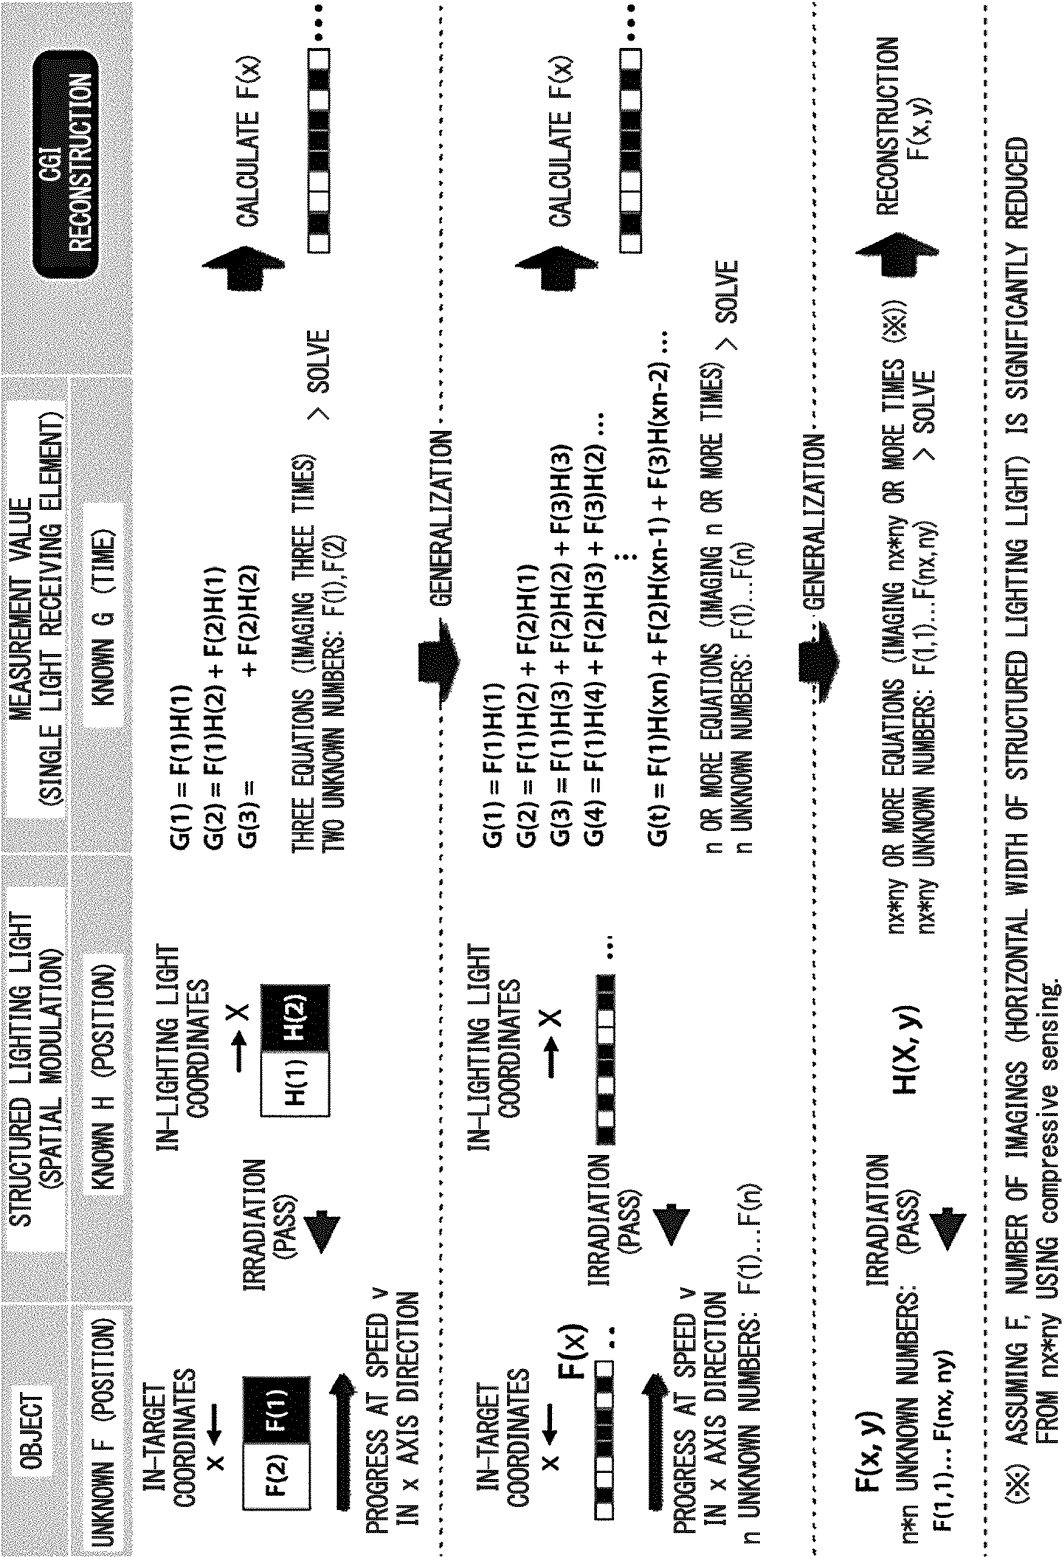 OBJECT
STRUCTURED LIGHTING LIGHT
(SPATIAL MODULATION)
MEASUREMENT VALUE
(SINGLE LIGHT RECEIVING ELEMENT)
CGI
RECONSTRUCTION
UNKNOWN F (POSITION)
KNOWN H (POSITION)
KNOWN G (TIME)
IN-TARGET
COORDINATES
X ←
F(2) F(1)
PROGRESS AT SPEED v
IN x AXIS DIRECTION
IRRADIATION
(PASS)
IN-LIGHTING LIGHT
COORDINATES
→ X
H(1) H(2)
G(1) = F(1)H(1)
G(2) = F(1)H(2) + F(2)H(1)
G(3) = + F(2)H(2)
THREE EQUATIONS (IMAGING THREE TIMES)
TWO UNKNOWN NUMBERS: F(1),F(2)
> SOLVE
CALCULATE F(x)
...
GENERALIZATION
IN-TARGET
COORDINATES
X ←
F(x)
..
PROGRESS AT SPEED v
IN x AXIS DIRECTION
n UNKNOWN NUMBERS: F(1)...F(n)
IRRADIATION
(PASS)
IN-LIGHTING LIGHT
COORDINATES
→ X
...
G(1) = F(1)H(1)
G(2) = F(1)H(2) + F(2)H(1)
G(3) = F(1)H(3) + F(2)H(2) + F(3)H(3)
G(4) = F(1)H(4) + F(2)H(3) + F(3)H(2) ...
⋮
G(t) = F(1)H(xn) + F(2)H(xn-1) + F(3)H(xn-2) ...
n OR MORE EQUATIONS (IMAGING n OR MORE TIMES)
n UNKNOWN NUMBERS: F(1)...F(n)
> SOLVE
CALCULATE F(x)
...
GENERALIZATION
F(x, y)
n*n UNKNOWN NUMBERS:
F(1,1)... F(nx, ny)
IRRADIATION
(PASS)
H(X, y)
nx*ny OR MORE EQUATIONS (IMAGING nx*ny OR MORE TIMES (※))
nx*ny UNKNOWN NUMBERS: F(1,1)...F(nx,ny) > SOLVE
RECONSTRUCTION
F(x,y)
(※) ASSUMING F, NUMBER OF IMAGINGS (HORIZONTAL WIDTH OF STRUCTURED LIGHTING LIGHT) IS SIGNIFICANTLY REDUCED
FROM nx*ny USING compressive sensing.